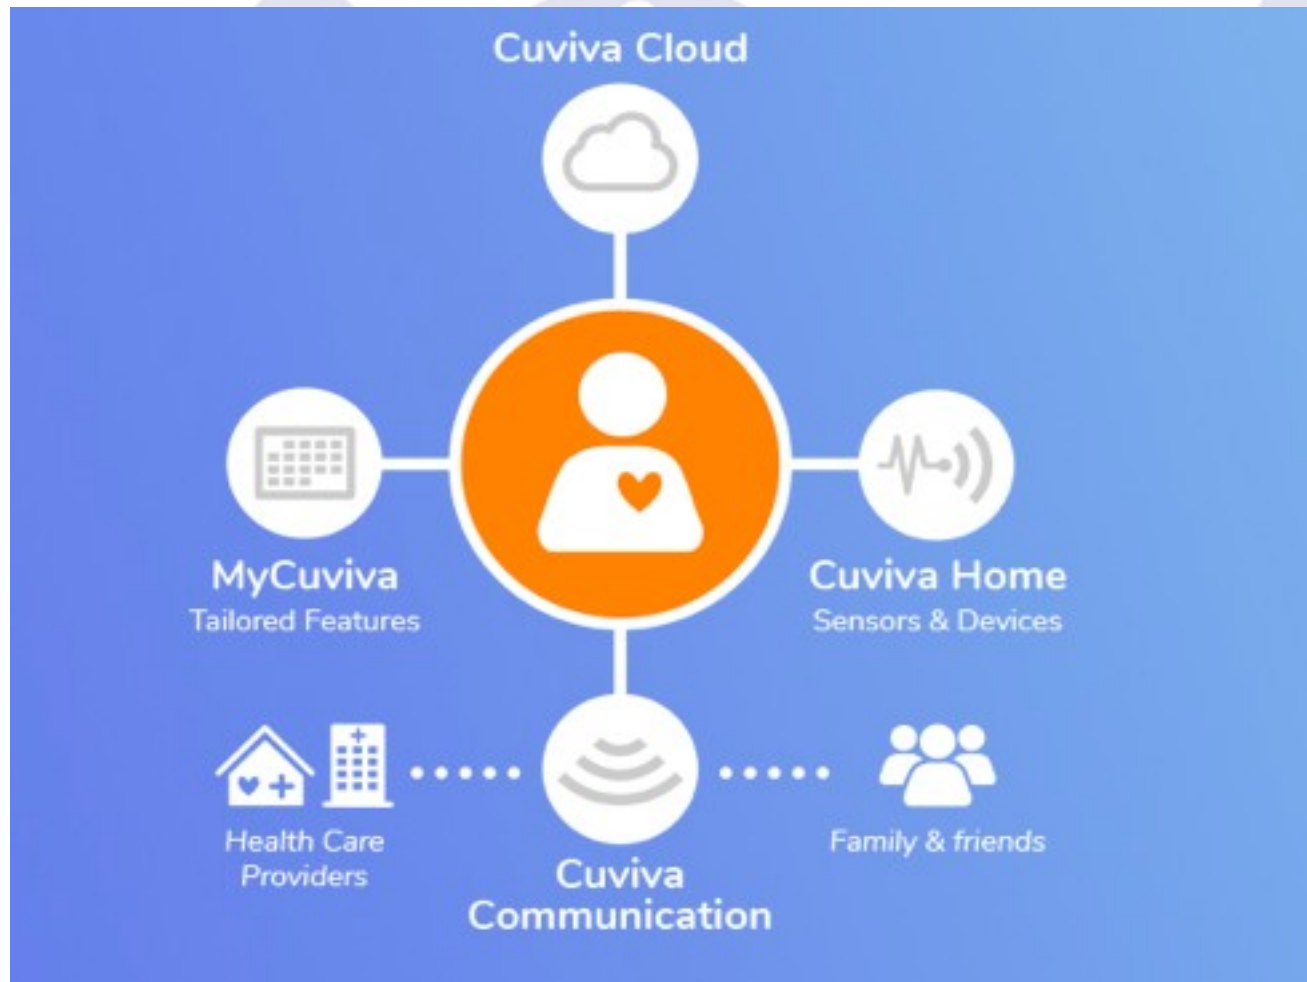 Cuviva Cloud
MyCuviva
Tailored Features
Cuviva Home
Sensors & Devices
Health Care
Providers
Cuviva
Communication
Family & friends